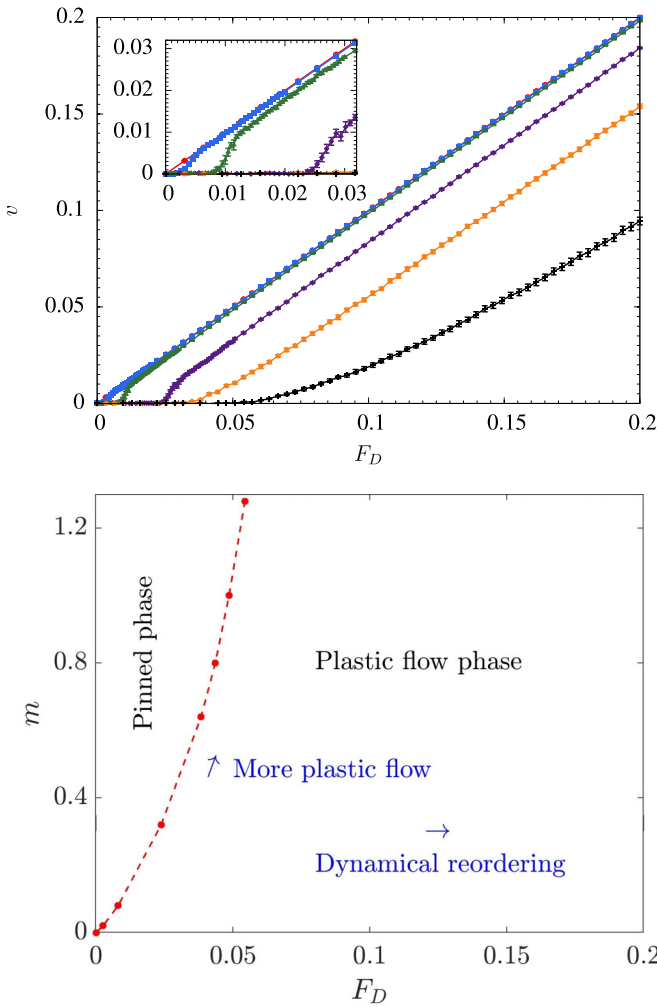 0.2
0.15
0.1
0.05
0
v
0.03
0.02
0.01
0
0 0.01 0.02 0.03
0 0.05 0.1 0.15 0.2
F_D
1.2
0.8
0.4
0
m
Pinned phase
Plastic flow phase
↗ More plastic flow
→
Dynamical reordering
0 0.05 0.1 0.15 0.2
F_D